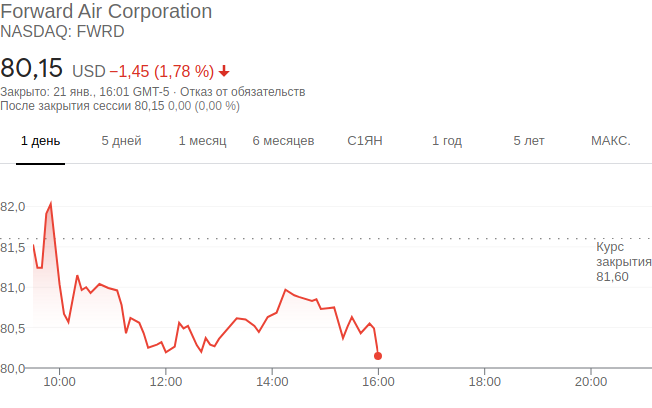 Forward Air Corporation
NASDAQ: FWRD
80,15 USD −1,45 (1,78 %)
Закрыто: 21 янв., 16:01 GMT-5 · Отказ от обязательств
После закрытия сессии 80,15 0,00 (0,00 %)
1 день 5 дней 1 месяц 6 месяцев С1ЯН 1 год 5 лет МАКС.
82,0
81,5
Курс
закрытия
81,60
81,0
80,5
80,0
10:00 12:00 14:00 16:00 18:00 20:00